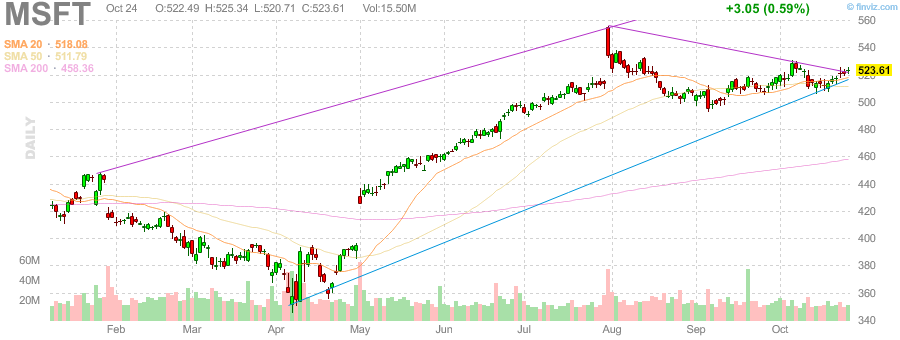 MSFT
Oct 24 O:522.49 H:525.34 L:520.71 C:523.61 Vol:15.50M
+3.05 (0.59%)
© finviz.com
SMA 20 · 518.08
SMA 50 · 511.79
SMA 200 · 458.36
DAILY
560
540
523.61
520
500
480
460
440
420
400
380
360
340
60M
40M
20M
Feb Mar Apr May Jun Jul Aug Sep Oct